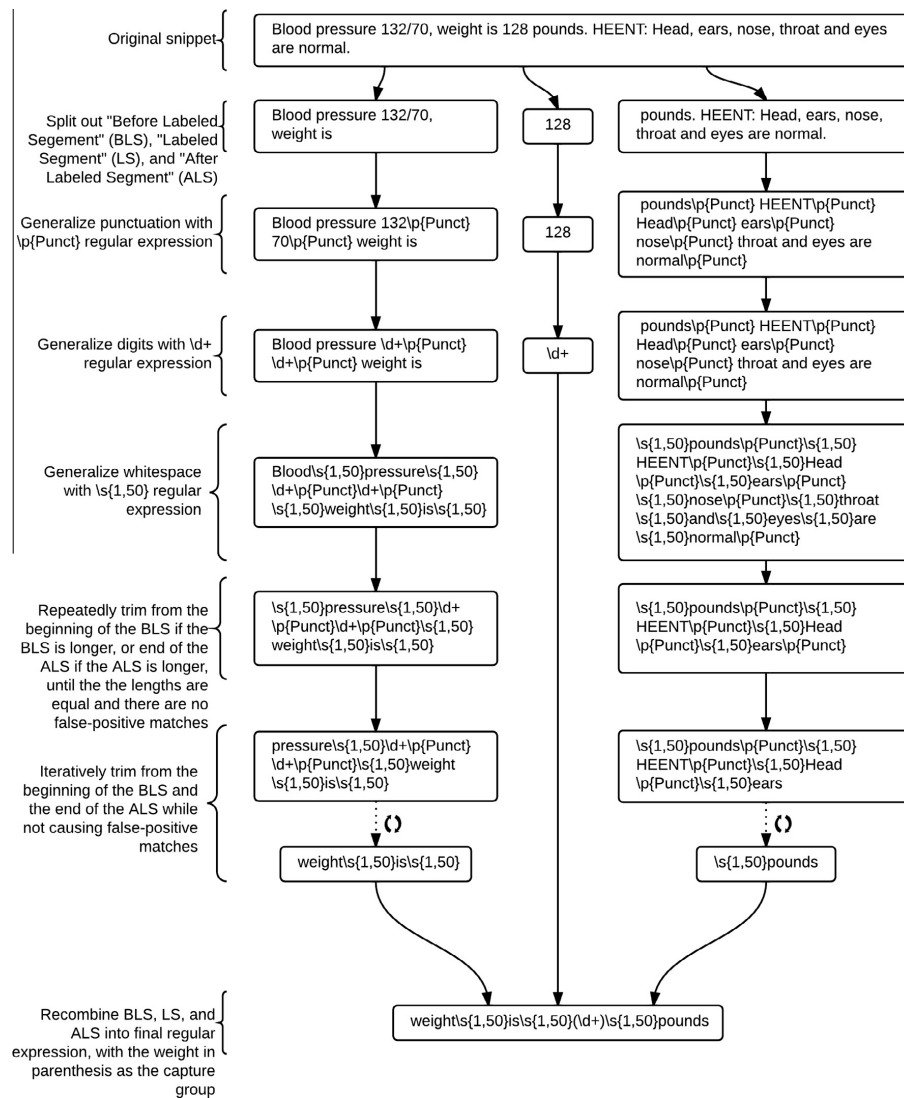 Original snippet
Blood pressure 132/70, weight is 128 pounds. HEENT: Head, ears, nose, throat and eyes
are normal.
Split out "Before Labeled
Segement" (BLS), "Labeled
Segment" (LS), and "After
Labeled Segment" (ALS)
Blood pressure 132/70,
weight is
128
pounds. HEENT: Head, ears, nose,
throat and eyes are normal.
Generalize punctuation with
\p{Punct} regular expression
Blood pressure 132\p{Punct}
70\p{Punct} weight is
128
pounds\p{Punct} HEENT\p{Punct}
Head\p{Punct} ears\p{Punct}
nose\p{Punct} throat and eyes are
normal\p{Punct}
Generalize digits with \d+
regular expression
Blood pressure \d+\p{Punct}
\d+\p{Punct} weight is
\d+
pounds\p{Punct} HEENT\p{Punct}
Head\p{Punct} ears\p{Punct}
nose\p{Punct} throat and eyes are
normal\p{Punct}
Generalize whitespace
with \s{1,50} regular
expression
Blood\s{1,50}pressure\s{1,50}
\d+\p{Punct}\d+\p{Punct}
\s{1,50}weight\s{1,50}is\s{1,50}
\s{1,50}pounds\p{Punct}\s{1,50}
HEENT\p{Punct}\s{1,50}Head
\p{Punct}\s{1,50}ears\p{Punct}
\s{1,50}nose\p{Punct}\s{1,50}throat
\s{1,50}and\s{1,50}eyes\s{1,50}are
\s{1,50}normal\p{Punct}
Repeatedly trim from the
beginning of the BLS if the
BLS is longer, or end of the
ALS if the ALS is longer,
until the the lengths are
equal and there are no
false-positive matches
\s{1,50}pressure\s{1,50}\d+
\p{Punct}\d+\p{Punct}\s{1,50}
weight\s{1,50}is\s{1,50}
\s{1,50}pounds\p{Punct}\s{1,50}
HEENT\p{Punct}\s{1,50}Head
\p{Punct}\s{1,50}ears\p{Punct}
Iteratively trim from the
beginning of the BLS and
the end of the ALS while
not causing false-positive
matches
pressure\s{1,50}\d+\p{Punct}
\d+\p{Punct}\s{1,50}weight
\s{1,50}is\s{1,50}
\s{1,50}pounds\p{Punct}\s{1,50}
HEENT\p{Punct}\s{1,50}Head
\p{Punct}\s{1,50}ears
weight\s{1,50}is\s{1,50}
\s{1,50}pounds
Recombine BLS, LS, and
ALS into final regular
expression, with the weight in
parenthesis as the capture
group
weight\s{1,50}is\s{1,50}(\d+)\s{1,50}pounds